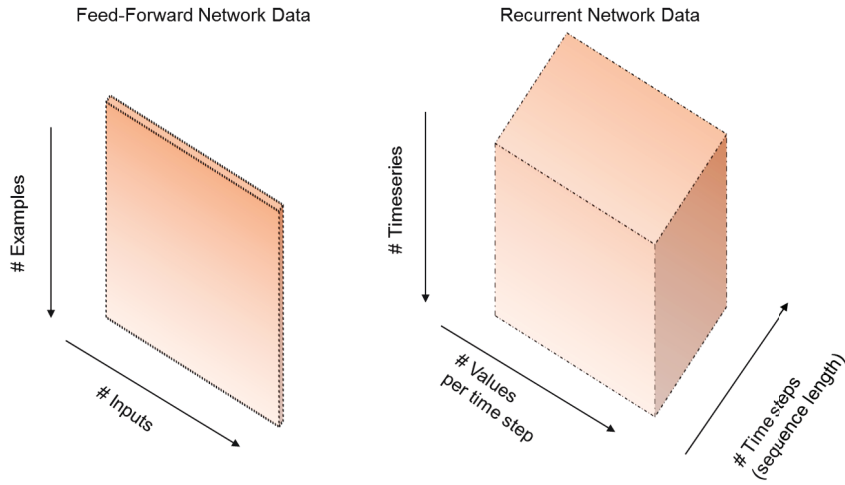 Feed-Forward Network Data
# Examples
# Inputs
Recurrent Network Data
# Timeseries
# Values
per time step
# Time steps
(sequence length)